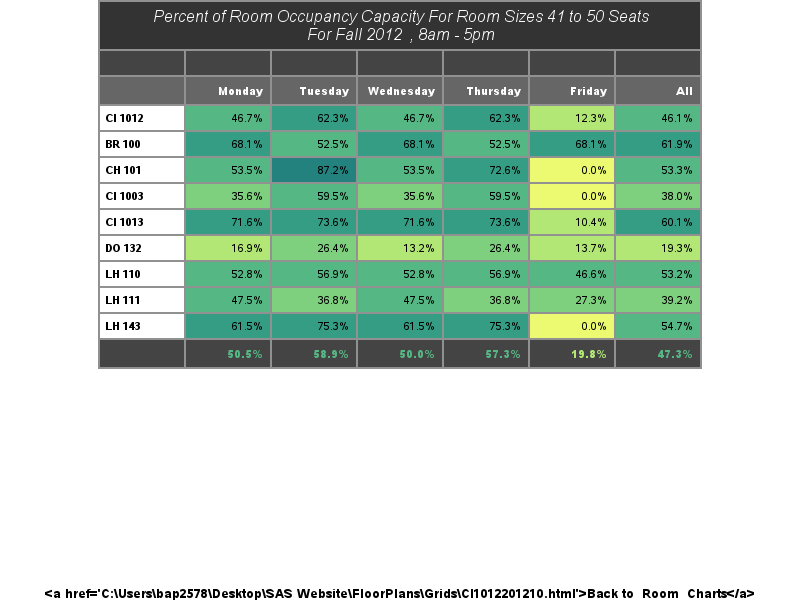 Percent of Room Occupancy Capacity For Room Sizes 41 to 50 Seats
For Fall 2012 , 8am - 5pm
Monday Tuesday Wednesday Thursday Friday All
CI 1012 46.7% 62.3% 46.7% 62.3% 12.3% 46.1%
BR 100 68.1% 52.5% 68.1% 52.5% 68.1% 61.9%
CH 101 53.5% 87.2% 53.5% 72.6% 0.0% 53.3%
CI 1003 35.6% 59.5% 35.6% 59.5% 0.0% 38.0%
CI 1013 71.6% 73.6% 71.6% 73.6% 10.4% 60.1%
DO 132 16.9% 26.4% 13.2% 26.4% 13.7% 19.3%
LH 110 52.8% 56.9% 52.8% 56.9% 46.6% 53.2%
LH 111 47.5% 36.8% 47.5% 36.8% 27.3% 39.2%
LH 143 61.5% 75.3% 61.5% 75.3% 0.0% 54.7%
50.5% 58.9% 50.0% 57.3% 19.8% 47.3%
<a href='C:\Users\bap2578\Desktop\SAS Website\FloorPlans\Grids\CI1012201210.html'>Back to Room Charts</a>